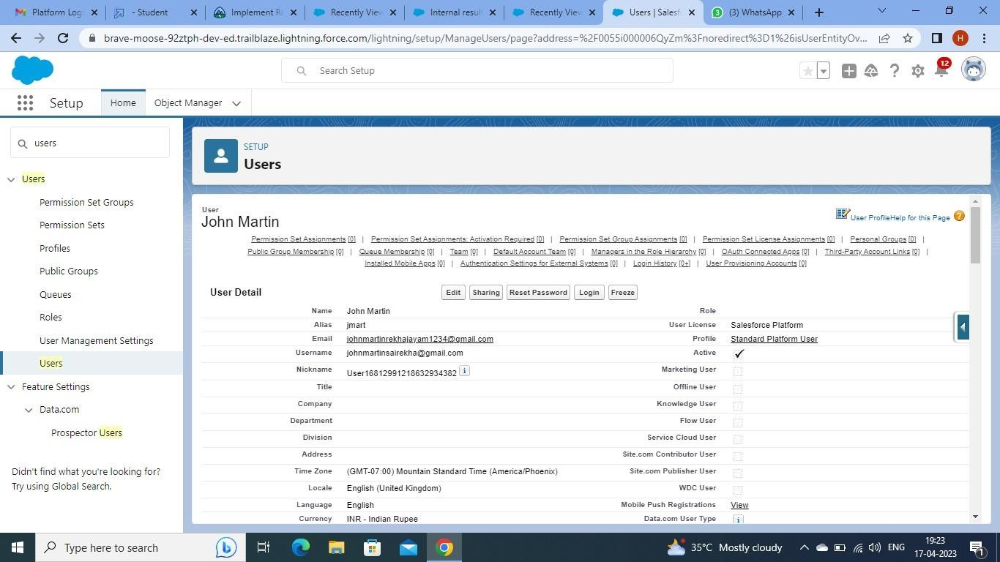 Platform Logi
- Student
Implement Ro
Recently View
Internal result
Recently View
Users | Salesf
(3) WhatsApp
brave-moose-92ztph-dev-ed.trailblaze.lightning.force.com/lightning/setup/ManageUsers/page?address=%2F0055i000006QyZm%3Fnoredirect%3D1%26isUserEntityOv...
H
Search Setup
12
Setup
Home
Object Manager
users
Users
Permission Set Groups
Permission Sets
Profiles
Public Groups
Queues
Roles
User Management Settings
Users
Feature Settings
Data.com
Prospector Users
Didn't find what you're looking for?
Try using Global Search.
SETUP
Users
User
John Martin
User Profile Help for this Page ?
Permission Set Assignments [0] | Permission Set Assignments: Activation Required [0] | Permission Set Group Assignments [0] | Permission Set License Assignments [0] | Personal Groups [0] |
Public Group Membership [0] | Queue Membership [0] | Team [0] | Default Account Team [0] | Managers in the Role Hierarchy [0] | OAuth Connected Apps [0] | Third-Party Account Links [0] |
Installed Mobile Apps [0] | Authentication Settings for External Systems [0] | Login History [0+] | User Provisioning Accounts [0]
User Detail
Edit Sharing Reset Password Login Freeze
Name John Martin Role
Alias jmart User License Salesforce Platform
Email johnmartinrekhajayam1234@gmail.com Profile Standard Platform User
Username johnmartinsairekha@gmail.com Active ✓
Nickname User16812991218632934382 i Marketing User
Title Offline User
Company Knowledge User
Department Flow User
Division Service Cloud User
Address Site.com Contributor User
Time Zone (GMT-07:00) Mountain Standard Time (America/Phoenix) Site.com Publisher User
Locale English (United Kingdom) WDC User
Language English Mobile Push Registrations View
Currency INR - Indian Rupee Data.com User Type i
Type here to search
35°C Mostly cloudy
ENG
19:23
17-04-2023
1